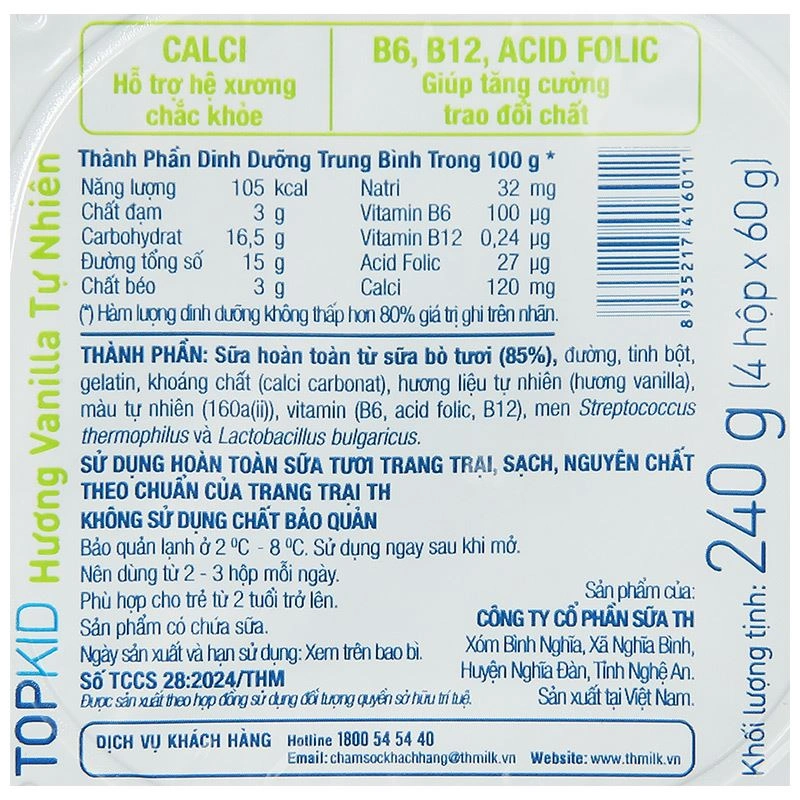 CALCI
Hỗ trợ hệ xương
chắc khỏe
B6, B12, ACID FOLIC
Giúp tăng cường
trao đổi chất
Thành Phần Dinh Dưỡng Trung Bình Trong 100 g *
Năng lượng 105 kcal
Chất đạm 3 g
Carbohydrat 16,5 g
Đường tổng số 15 g
Chất béo 3 g
Natri 32 mg
Vitamin B6 100 µg
Vitamin B12 0,24 µg
Acid Folic 27 µg
Calci 120 mg
(*) Hàm lượng dinh dưỡng không thấp hơn 80% giá trị ghi trên nhãn.
8 935217 416011
THÀNH PHẦN: Sữa hoàn toàn từ sữa bò tươi (85%), đường, tinh bột,
gelatin, khoáng chất (calci carbonat), hương liệu tự nhiên (hương vanilla),
màu tự nhiên (160a(ii)), vitamin (B6, acid folic, B12), men Streptococcus
thermophilus và Lactobacillus bulgaricus.
SỬ DỤNG HOÀN TOÀN SỮA TƯƠI TRANG TRẠI, SẠCH, NGUYÊN CHẤT
THEO CHUẨN CỦA TRANG TRẠI TH
KHÔNG SỬ DỤNG CHẤT BẢO QUẢN
Bảo quản lạnh ở 2 ºC - 8 ºC. Sử dụng ngay sau khi mở.
Nên dùng từ 2 - 3 hộp mỗi ngày.
Phù hợp cho trẻ từ 2 tuổi trở lên.
Sản phẩm có chứa sữa.
Ngày sản xuất và hạn sử dụng: Xem trên bao bì.
Số TCCS 28:2024/THM
Được sản xuất theo hợp đồng sử dụng đối tượng quyền sở hữu trí tuệ.
Sản phẩm của:
CÔNG TY CỔ PHẦN SỮA TH
Xóm Bình Nghĩa, Xã Nghĩa Bình,
Huyện Nghĩa Đàn, Tỉnh Nghệ An.
Sản xuất tại Việt Nam.
DỊCH VỤ KHÁCH HÀNG
Hotline 1800 54 54 40
Email: chamsockhachhang@thmilk.vn Website: www.thmilk.vn
TOPKID Hương Vanilla Tự Nhiên
Khối lượng tịnh: 240 g (4 hộp x 60 g)